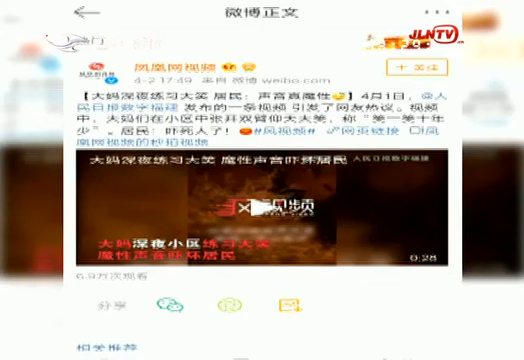 微博正文
JLNTV
凤凰网视频
+关注
4-2 17:49 来自 微博 weibo.com
【大妈深夜练习大笑 居民：声音真魔性】4月1日，@人
民日报数字福建 发布的一条视频 引发了网友热议。视频
中，大妈们在小区中张开双臂仰天大笑，称“笑一笑十年
少”。居民：吓死人了！ #凤视频# 网页链接 凤
凰网视频的秒拍视频
大妈深夜练习大笑 魔性声音吓坏居民
人民日报数字福建
视频
大妈深夜小区练习大笑
魔性声音吓坏居民
0:28
6.9万次观看
分享
相关推荐